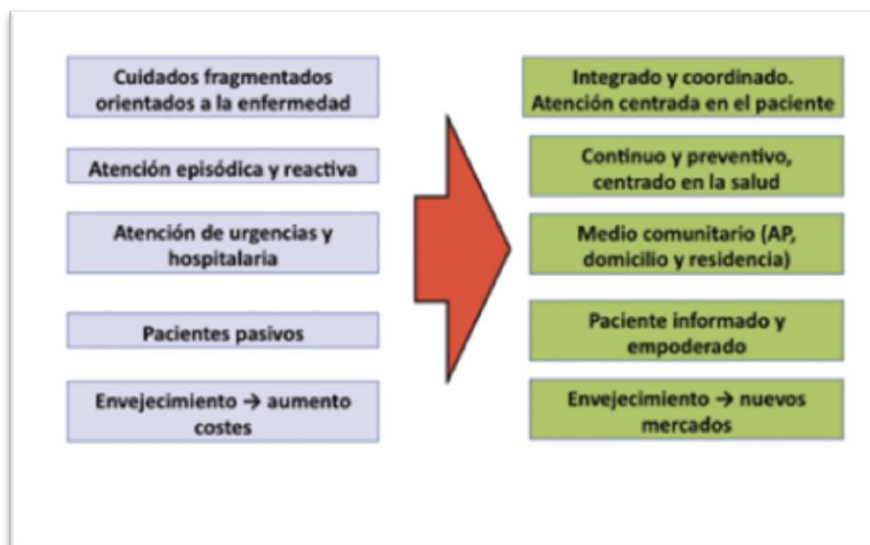 Cuidados fragmentados
orientados a la enfermedad
Atención episódica y reactiva
Atención de urgencias y
hospitalaria
Pacientes pasivos
Envejecimiento → aumento
costes
Integrado y coordinado.
Atención centrada en el paciente
Continuo y preventivo,
centrado en la salud
Medio comunitario (AP,
domicilio y residencia)
Paciente informado y
empoderado
Envejecimiento → nuevos
mercados